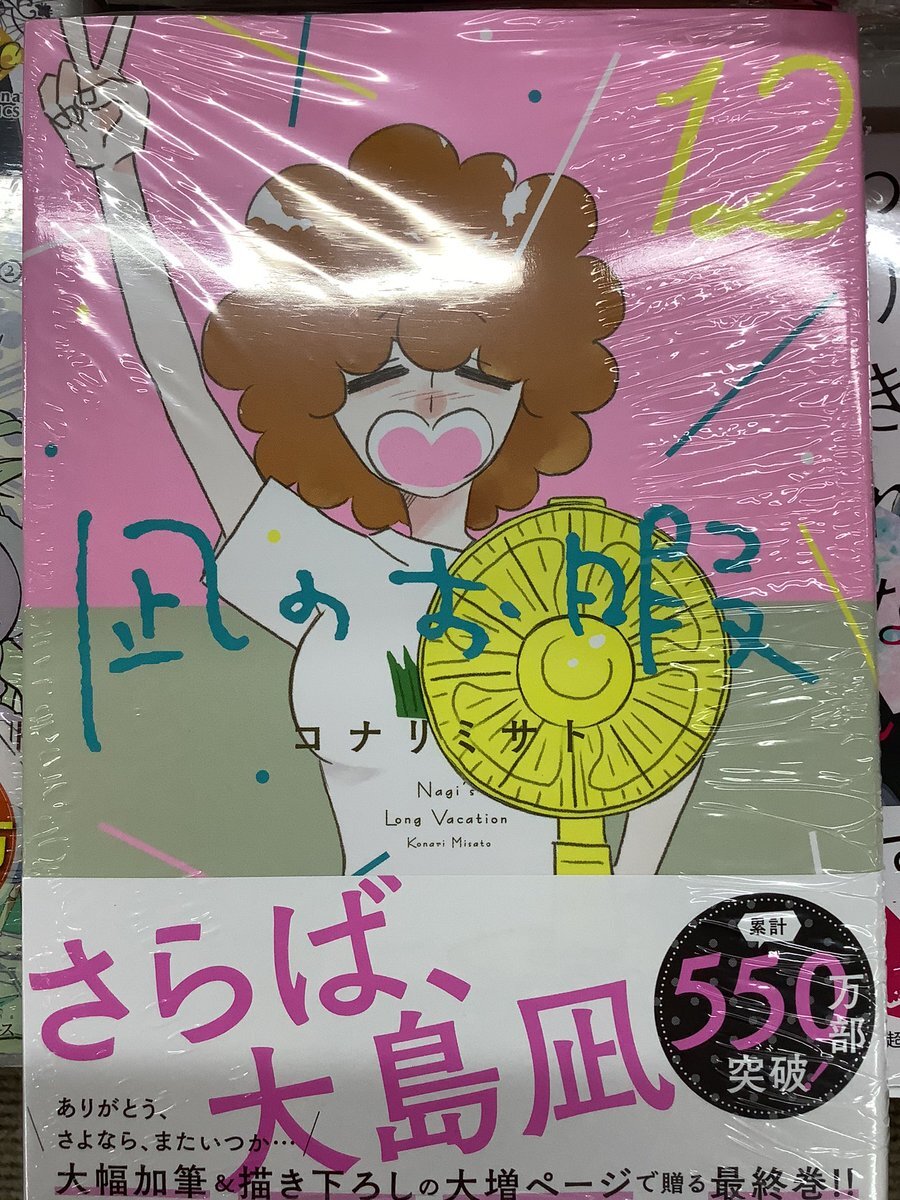 12
凪のお暇
コナリミサト
Nagi's
Long Vacation
Konari Misato
さらば、
大島凪
累計
550万部
突破!
ありがとう、
さよなら、またいつか…
大幅加筆&描き下ろしの大増ページで贈る最終巻!!